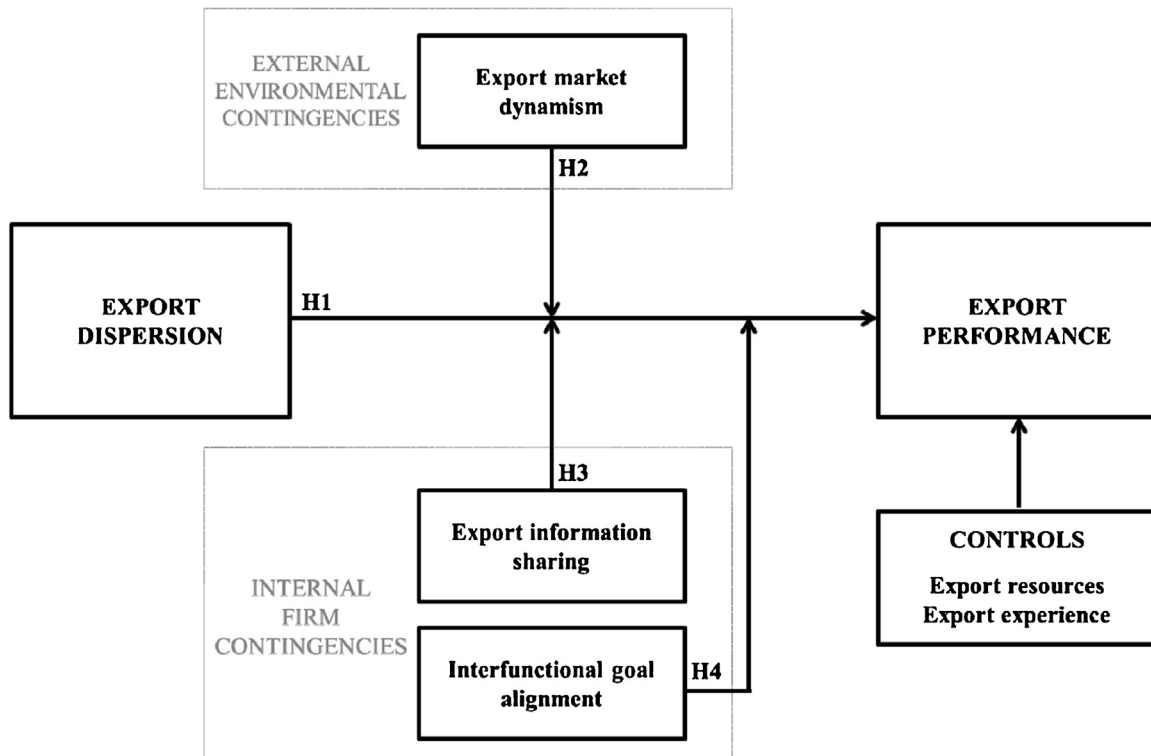 EXTERNAL
ENVIRONMENTAL
CONTINGENCIES
Export market
dynamism
H2
EXPORT
DISPERSION
H1
EXPORT
PERFORMANCE
H3
Export information
sharing
INTERNAL
FIRM
CONTINGENCIES
Interfunctional goal
alignment
H4
CONTROLS
Export resources
Export experience